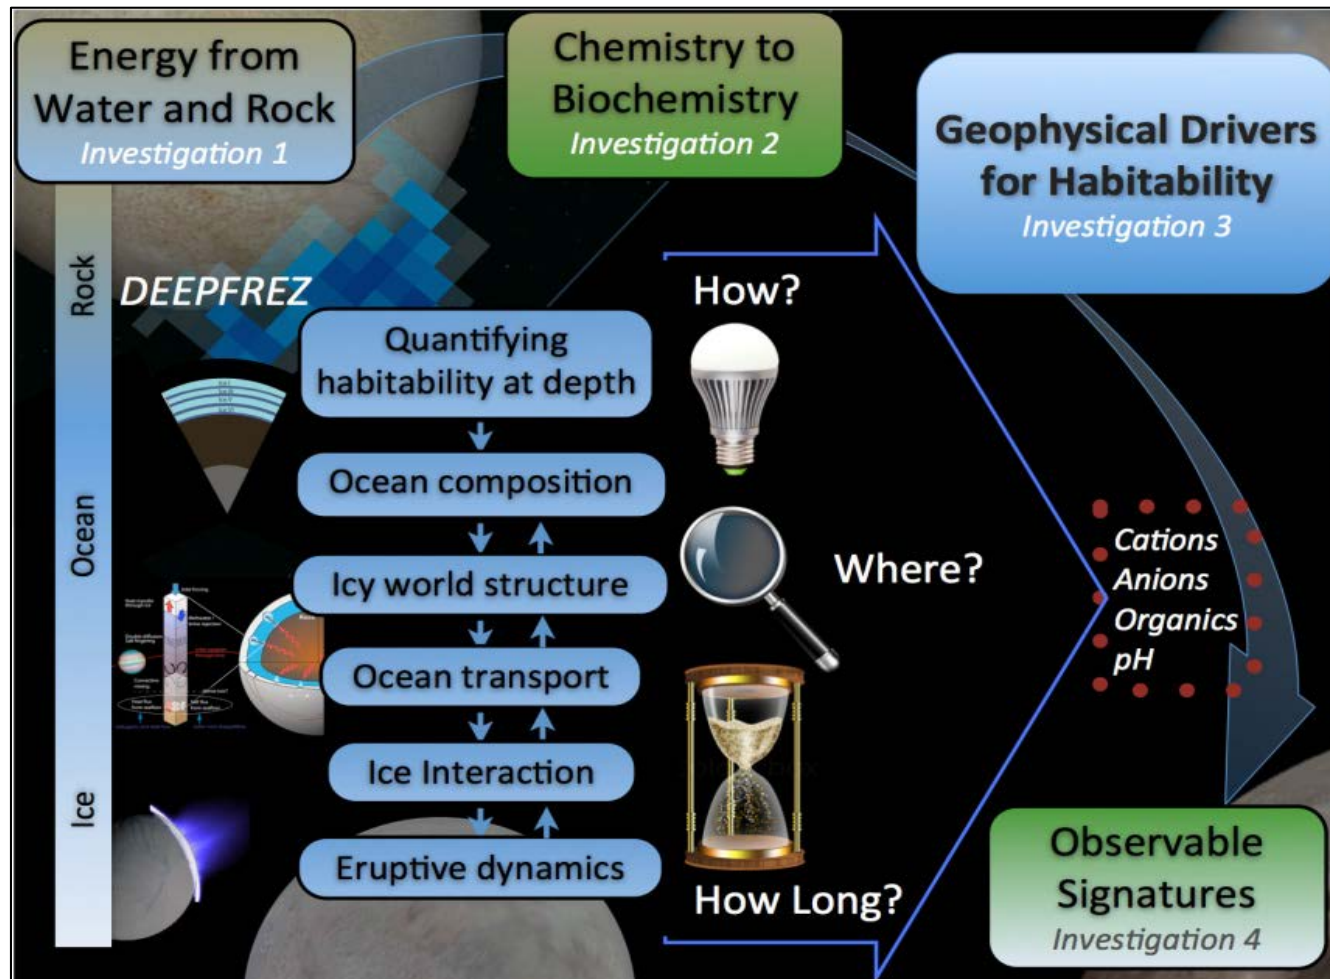 Energy from
Water and Rock
Investigation 1
Chemistry to
Biochemistry
Investigation 2
Geophysical Drivers
for Habitability
Investigation 3
Rock
Ocean
Ice
DEEPFREZ
Quantifying
habitability at depth
Ocean composition
Icy world structure
Ocean transport
Ice Interaction
Eruptive dynamics
How?
Where?
How Long?
Cations
Anions
Organics
pH
Observable
Signatures
Investigation 4